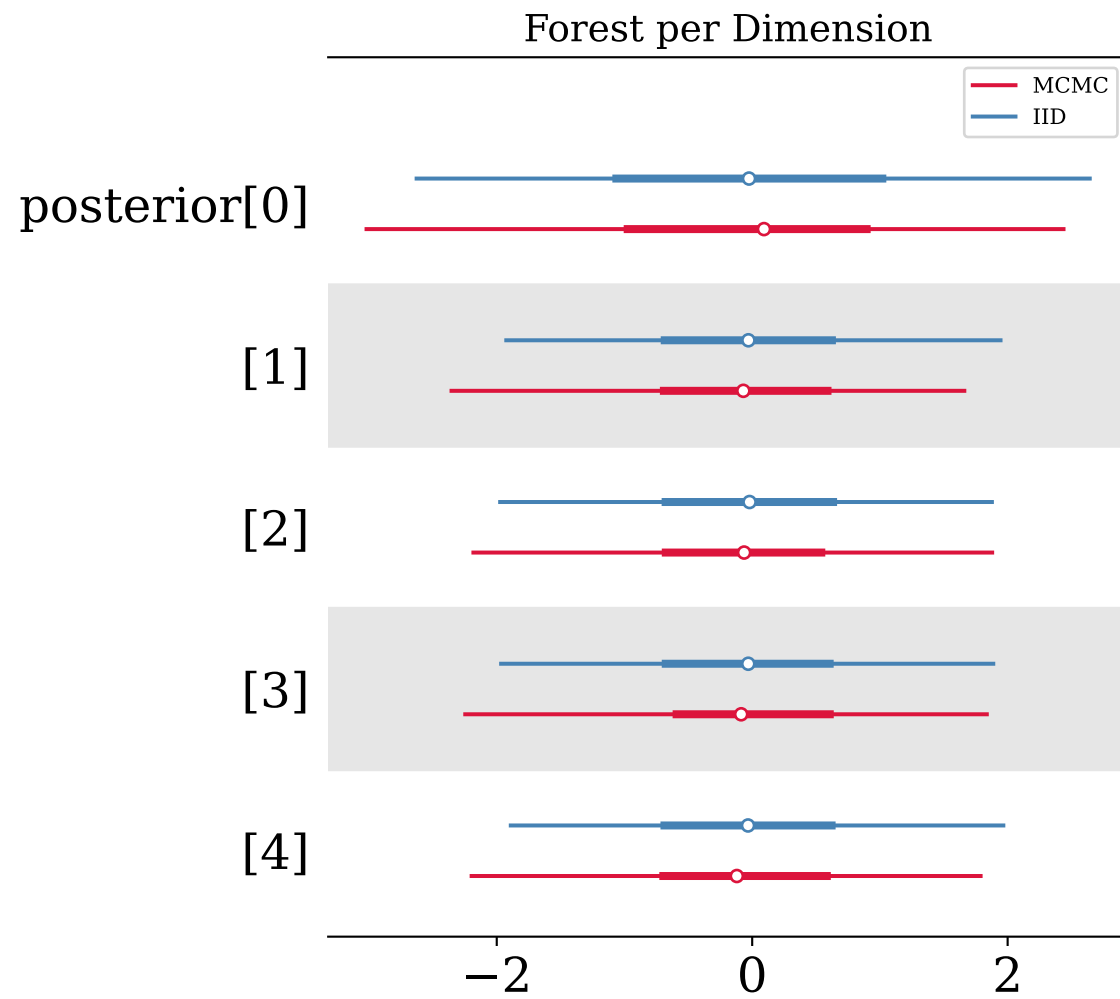 Forest per Dimension
MCMC
IID
posterior[0]
[1]
[2]
[3]
[4]
−2 0 2